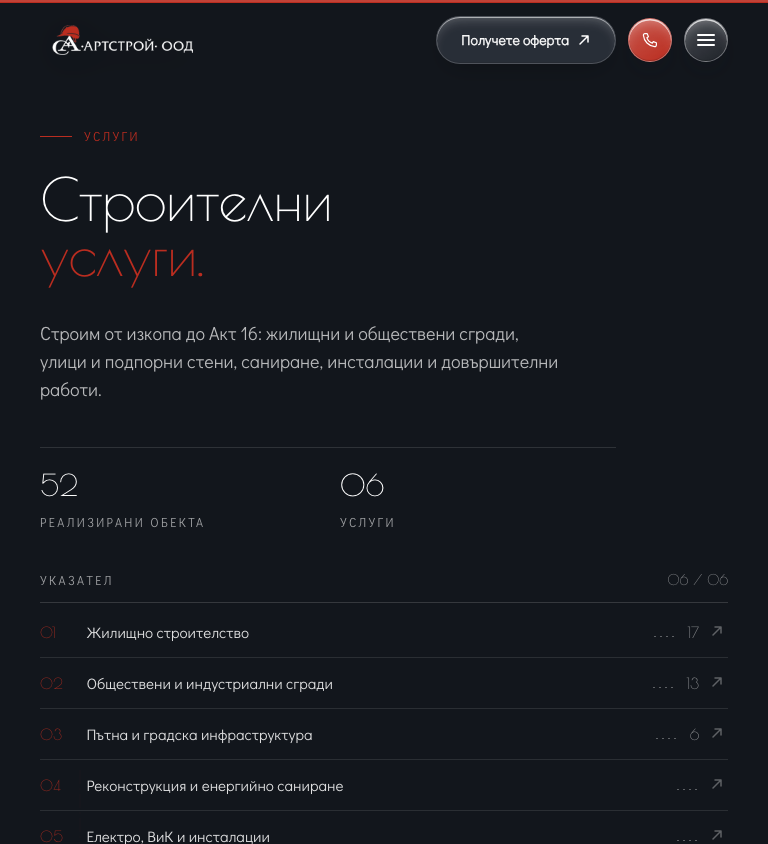 ·АРТСТРОЙ· ООД
Получете оферта
УСЛУГИ
Строителни
услуги.
Строим от изкопа до Акт 16: жилищни и обществени сгради,
улици и подпорни стени, саниране, инсталации и довършителни
работи.
52
06
РЕАЛИЗИРАНИ ОБЕКТА
УСЛУГИ
УКАЗАТЕЛ
06 / 06
01 Жилищно строителство .... 17
02 Обществени и индустриални сгради .... 13
03 Пътна и градска инфраструктура .... 6
04 Реконструкция и енергийно саниране ....
05 Електро, ВиК и инсталации ....